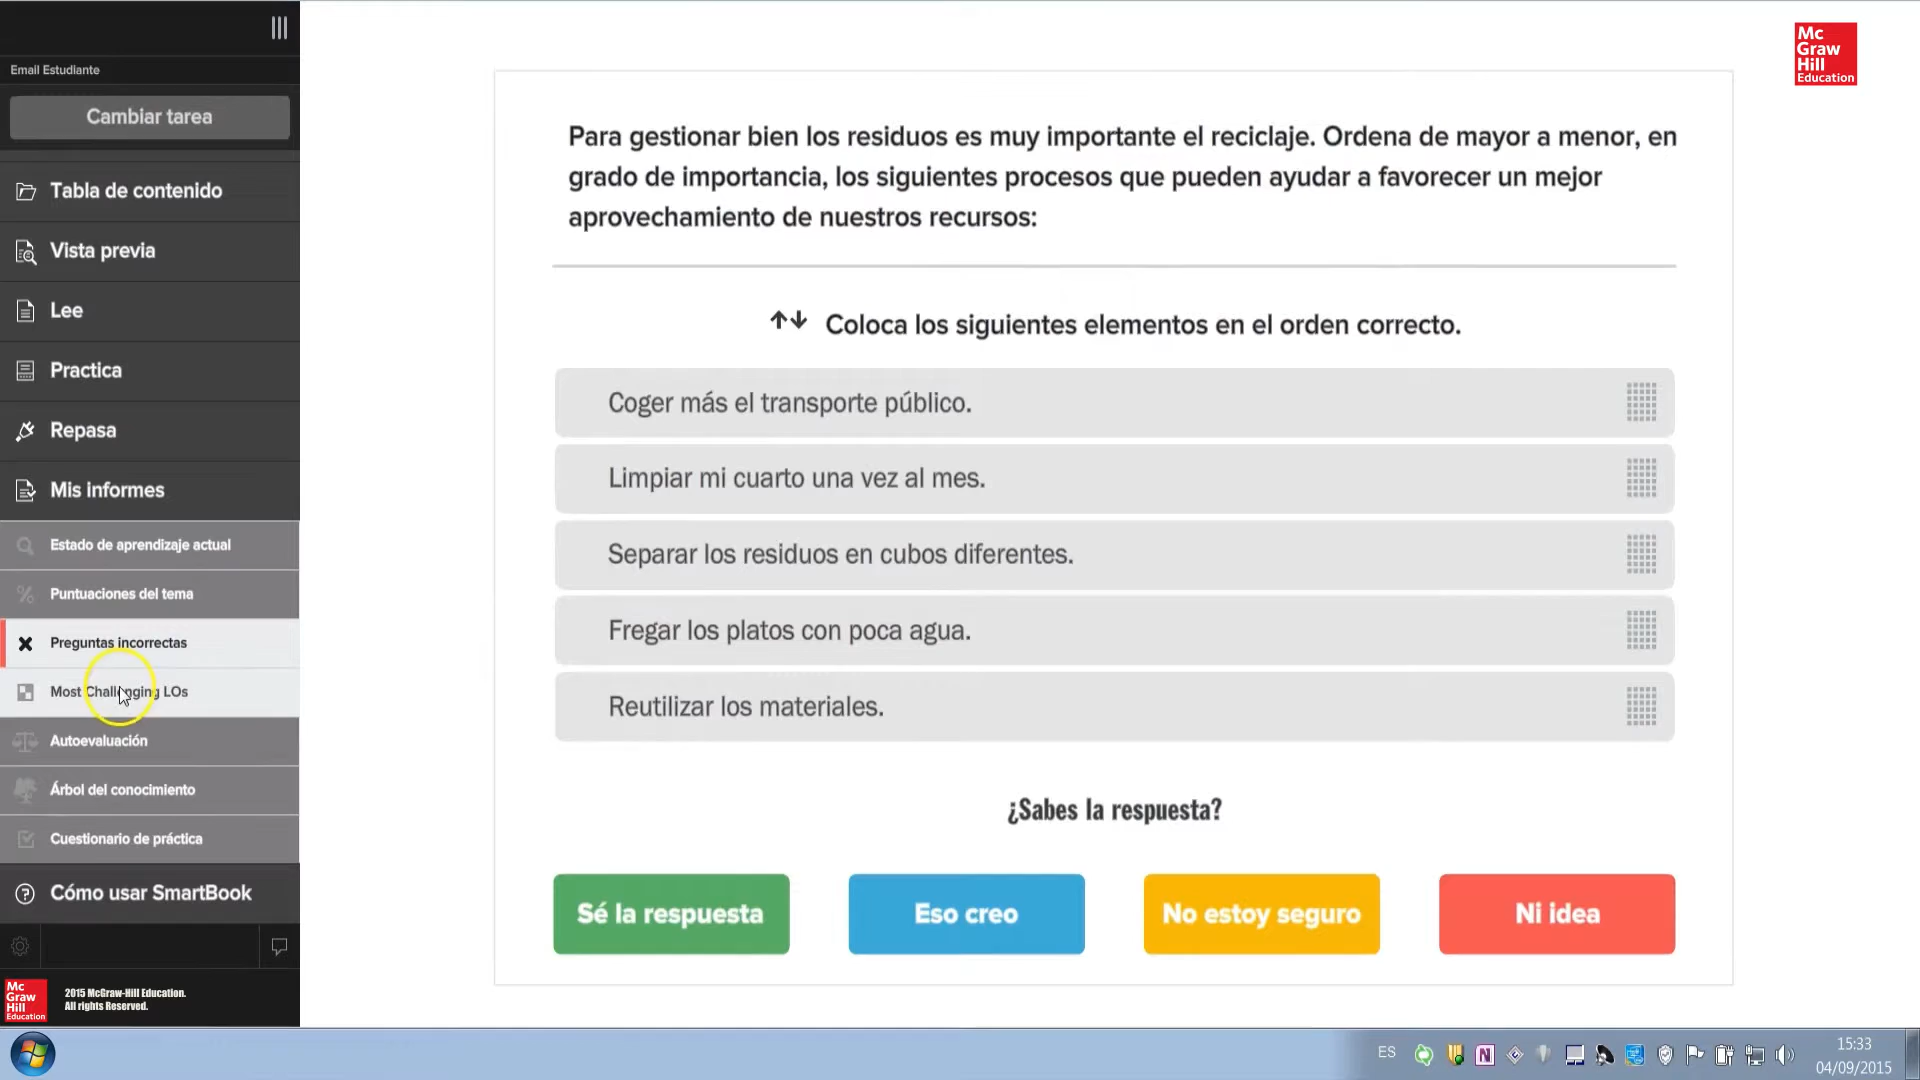 Email Estudiante
Cambiar tarea
Tabla de contenido
Vista previa
Lee
Practica
Repasa
Mis informes
Estado de aprendizaje actual
Puntuaciones del tema
Preguntas incorrectas
Most Challenging LOs
Autoevaluación
Árbol del conocimiento
Cuestionario de práctica
Cómo usar SmartBook
Mc
Graw
Hill
Education
2015 McGraw-Hill Education.
All rights Reserved.
Mc
Graw
Hill
Education
Para gestionar bien los residuos es muy importante el reciclaje. Ordena de mayor a menor, en
grado de importancia, los siguientes procesos que pueden ayudar a favorecer un mejor
aprovechamiento de nuestros recursos:
Coloca los siguientes elementos en el orden correcto.
Coger más el transporte público.
Limpiar mi cuarto una vez al mes.
Separar los residuos en cubos diferentes.
Fregar los platos con poca agua.
Reutilizar los materiales.
¿Sabes la respuesta?
Sé la respuesta
Eso creo
No estoy seguro
Ni idea
ES
15:33
04/09/2015